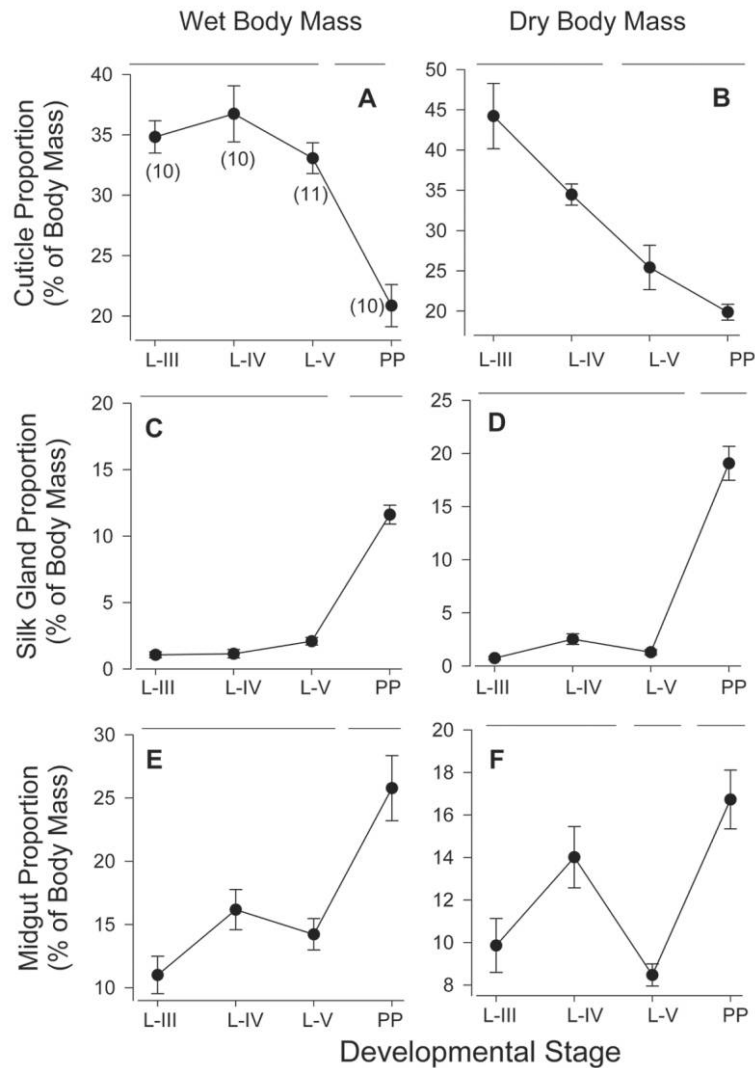 Wet Body Mass
Dry Body Mass
Cuticle Proportion
(% of Body Mass)
40
35
30
25
20
A
(10)
(10)
(11)
(10)
L-III
L-IV
L-V
PP
50
45
40
35
30
25
20
B
L-III
L-IV
L-V
PP
Silk Gland Proportion
(% of Body Mass)
20
15
10
5
0
C
L-III
L-IV
L-V
PP
25
20
15
10
5
0
D
L-III
L-IV
L-V
PP
Midgut Proportion
(% of Body Mass)
30
25
20
15
10
E
L-III
L-IV
L-V
PP
20
18
16
14
12
10
8
F
L-III
L-IV
L-V
PP
Developmental Stage